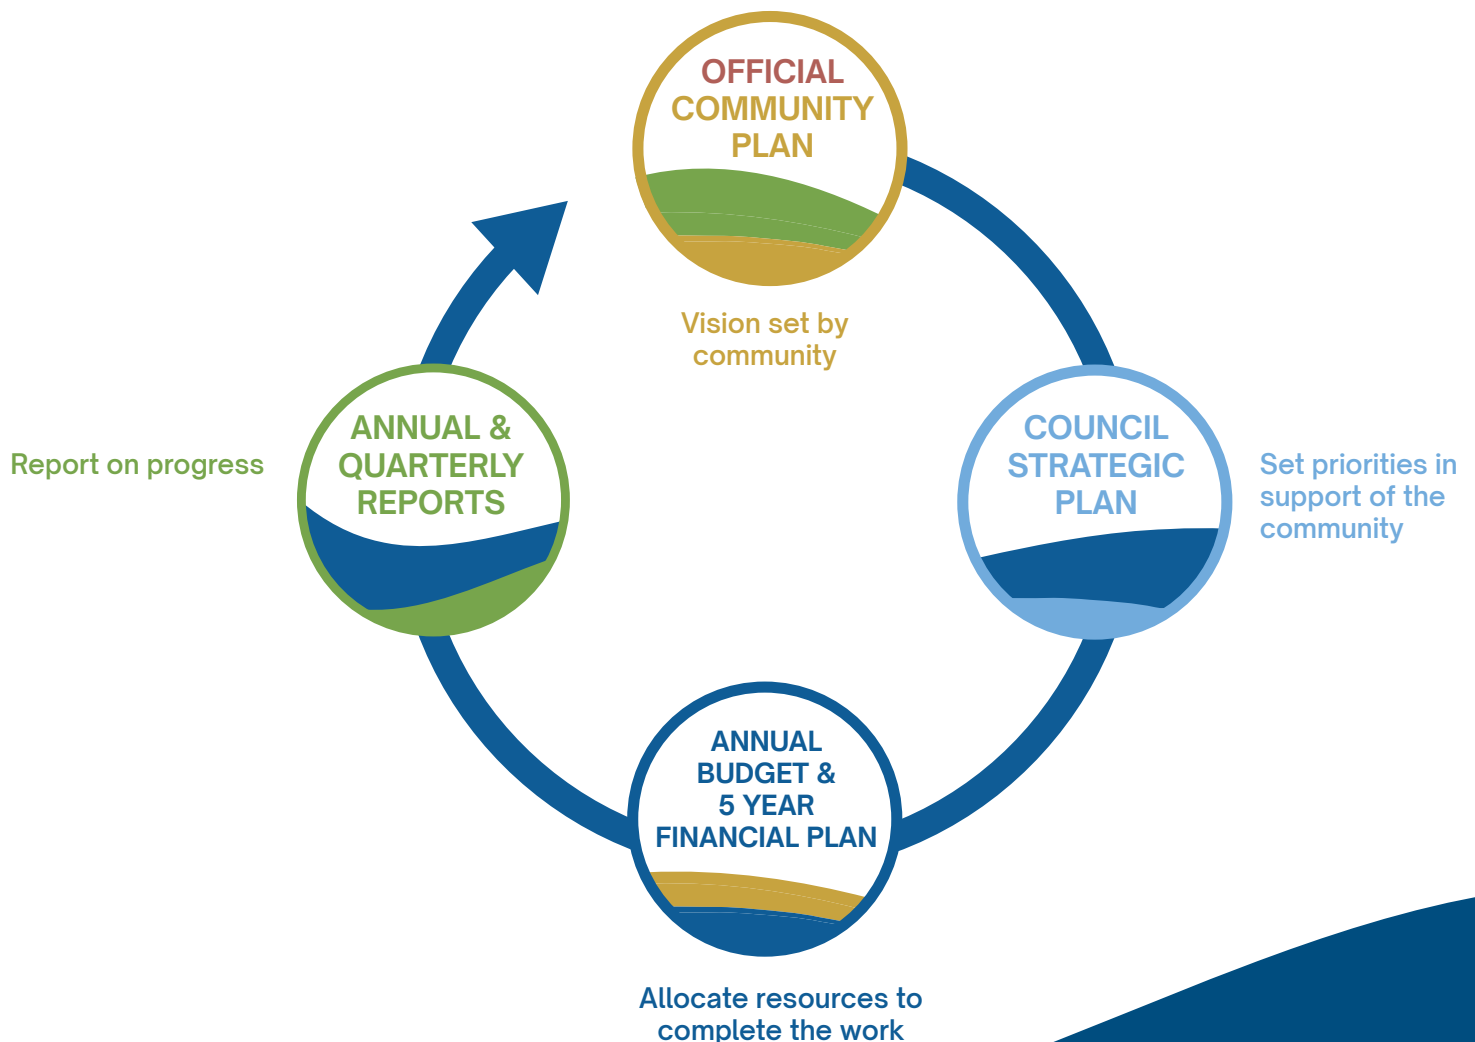 OFFICIAL
COMMUNITY
PLAN
Vision set by
community
COUNCIL
STRATEGIC
PLAN
Set priorities in
support of the
community
ANNUAL
BUDGET &
5 YEAR
FINANCIAL PLAN
Allocate resources to
complete the work
ANNUAL &
QUARTERLY
REPORTS
Report on progress